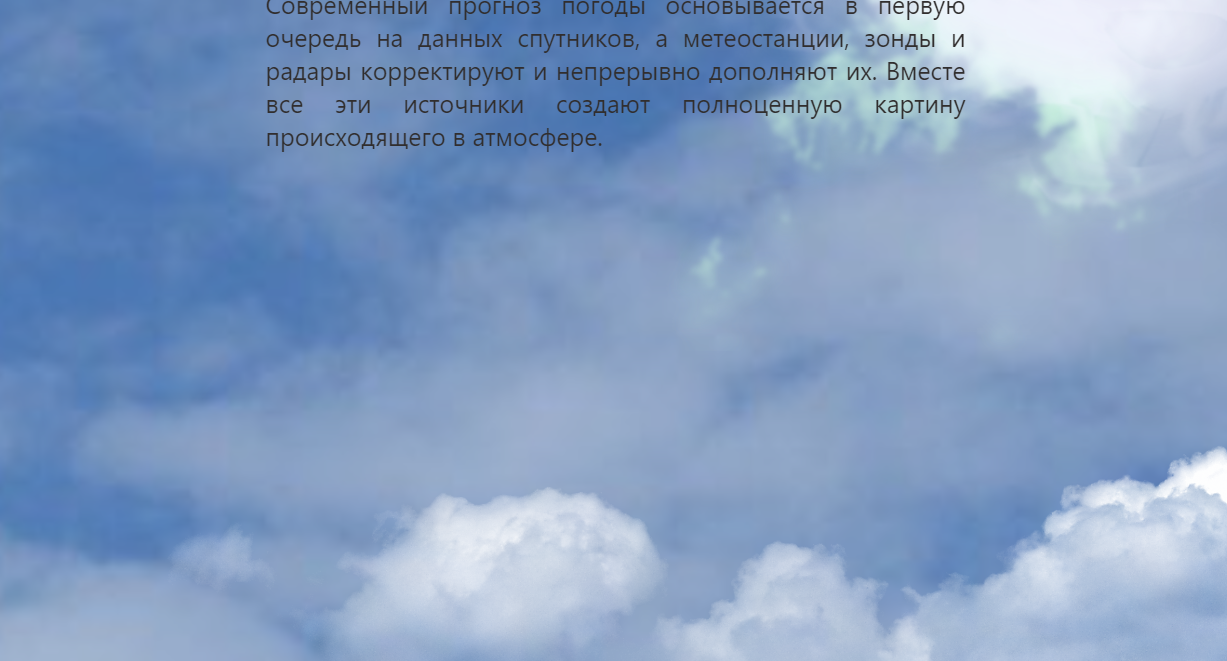 Современный прогноз погоды основывается в первую
очередь на данных спутников, а метеостанции, зонды и
радары корректируют и непрерывно дополняют их. Вместе
все эти источники создают полноценную картину
происходящего в атмосфере.